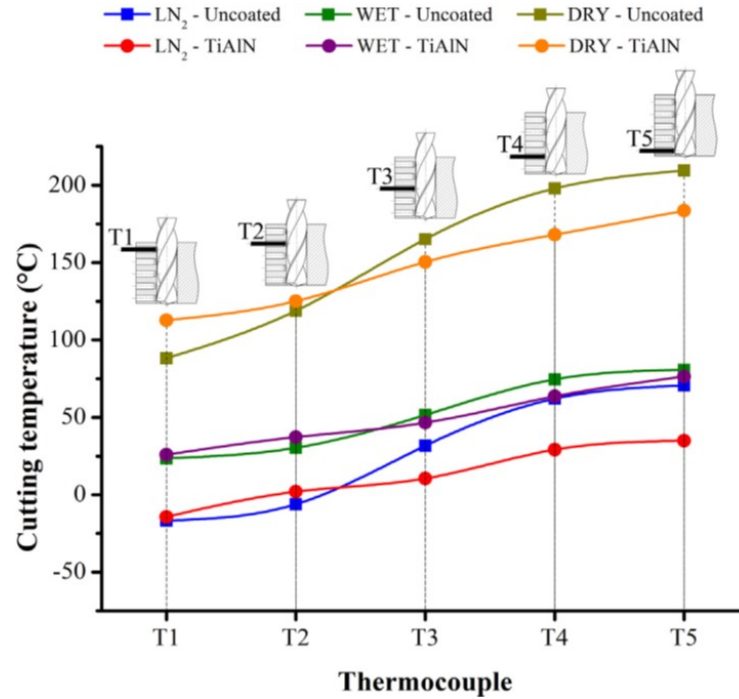 LN2 - Uncoated WET - Uncoated DRY - Uncoated
LN2 - TiAlN WET - TiAlN DRY - TiAlN
T1
T2
T3
T4
T5
200
150
100
50
0
-50
Cutting temperature (°C)
T1 T2 T3 T4 T5
Thermocouple